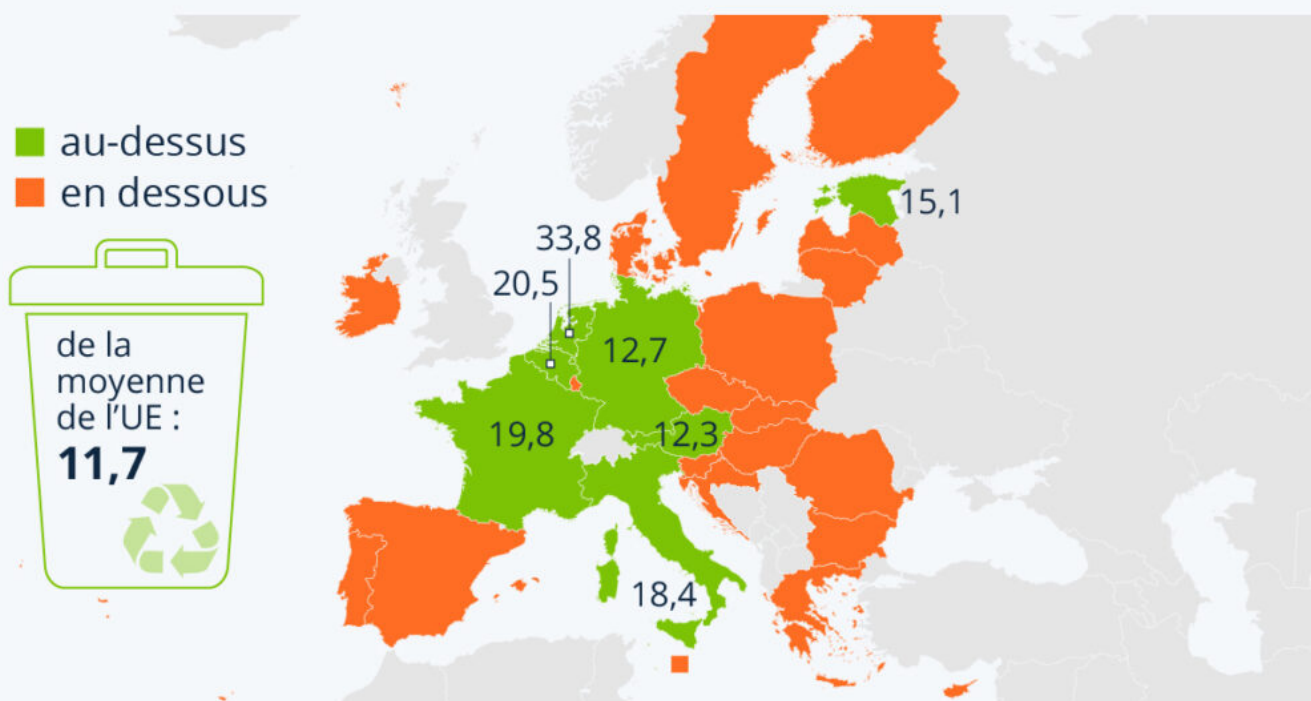 au-dessus
en dessous
de la
moyenne
de l'UE :
11,7
15,1
33,8
20,5
12,7
19,8
12,3
18,4